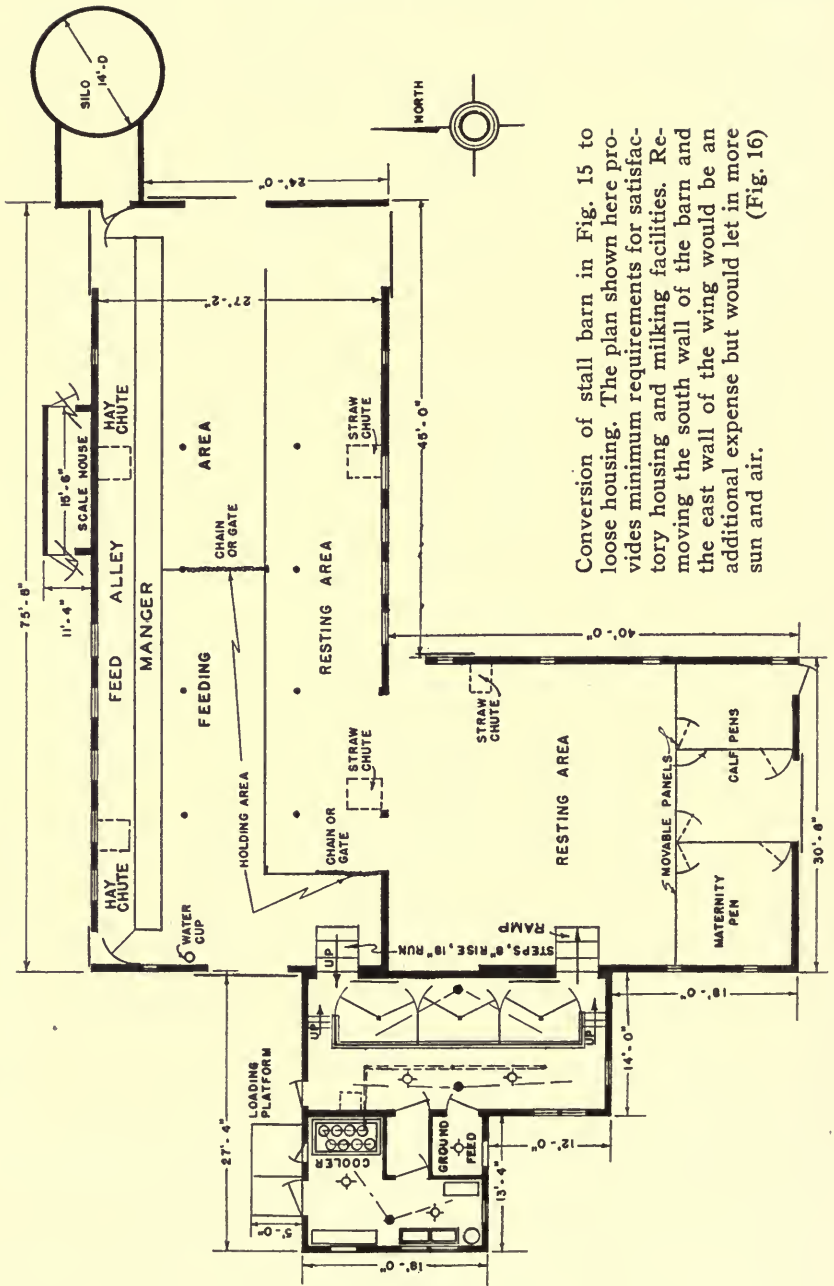 SILO
14'-D
75'-8"
24'-0"
NORTH
15'-6"
SCALE HOUSE
11'-4"
HAY
CHUTE
FEED ALLEY
HAY CHUTE
MANGER
27'-2"
WATER
CUP
FEEDING
AREA
CHAIN
OR GATE
HOLDING AREA
RESTING AREA
STRAW
CHUTE
STRAW
CHUTE
CHAIN OR
GATE
45'-0"
40'-0"
STRAW
CHUTE
RESTING AREA
UP
STEPS, 8" RISE, 18" RUN
RAMP
MOVABLE PANELS
MATERNITY
PEN
CALF PENS
30'-8"
18'-0"
14'-0"
12'-0"
13'-4"
27'-4"
LOADING
PLATFORM
5'-0"
UP
UP
COOLER
GROUND
FEED
18'-0"
Conversion of stall barn in Fig. 15 to
loose housing. The plan shown here pro-
vides minimum requirements for satisfac-
tory housing and milking facilities. Re-
moving the south wall of the barn and
the east wall of the wing would be an
additional expense but would let in more
sun and air. (Fig. 16)